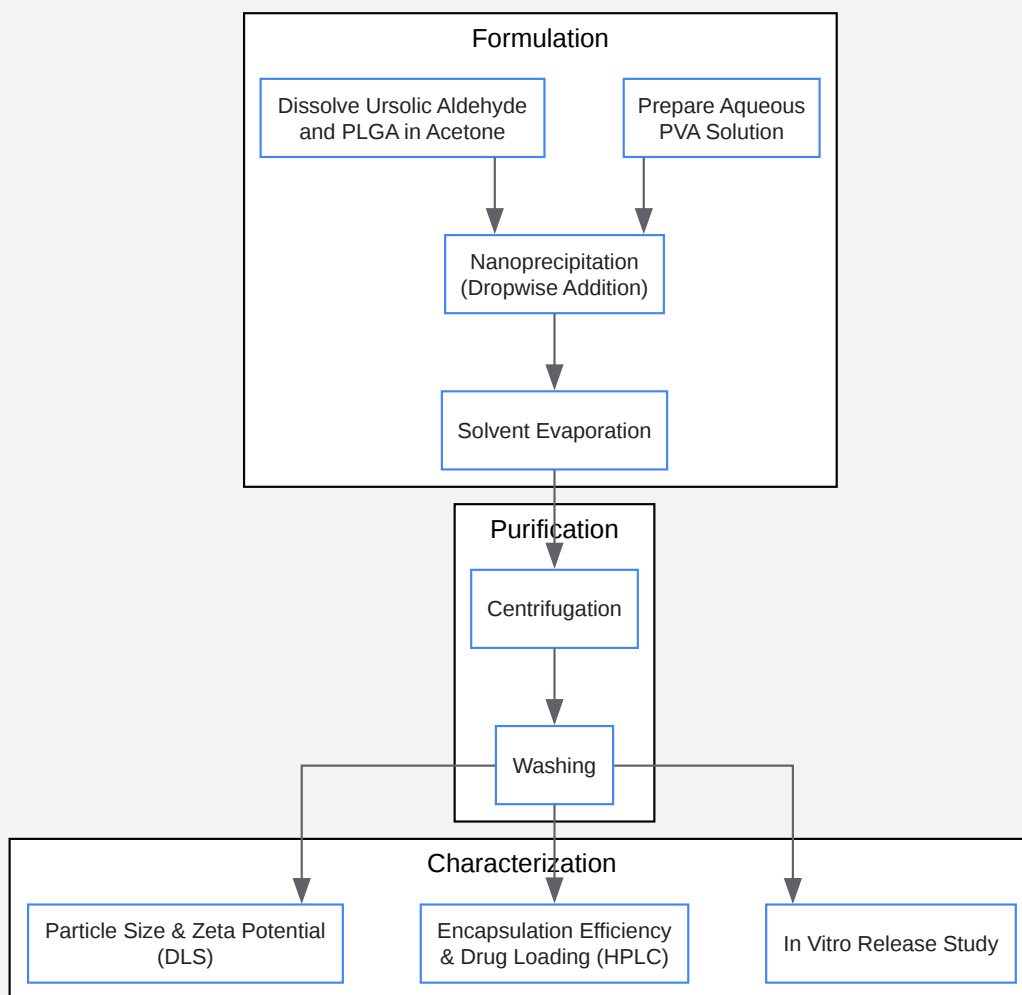 Formulation
Dissolve Ursolic Aldehyde
and PLGA in Acetone
Prepare Aqueous
PVA Solution
Nanoprecipitation
(Dropwise Addition)
Solvent Evaporation
Purification
Centrifugation
Washing
Characterization
Particle Size & Zeta Potential
(DLS)
Encapsulation Efficiency
& Drug Loading (HPLC)
In Vitro Release Study